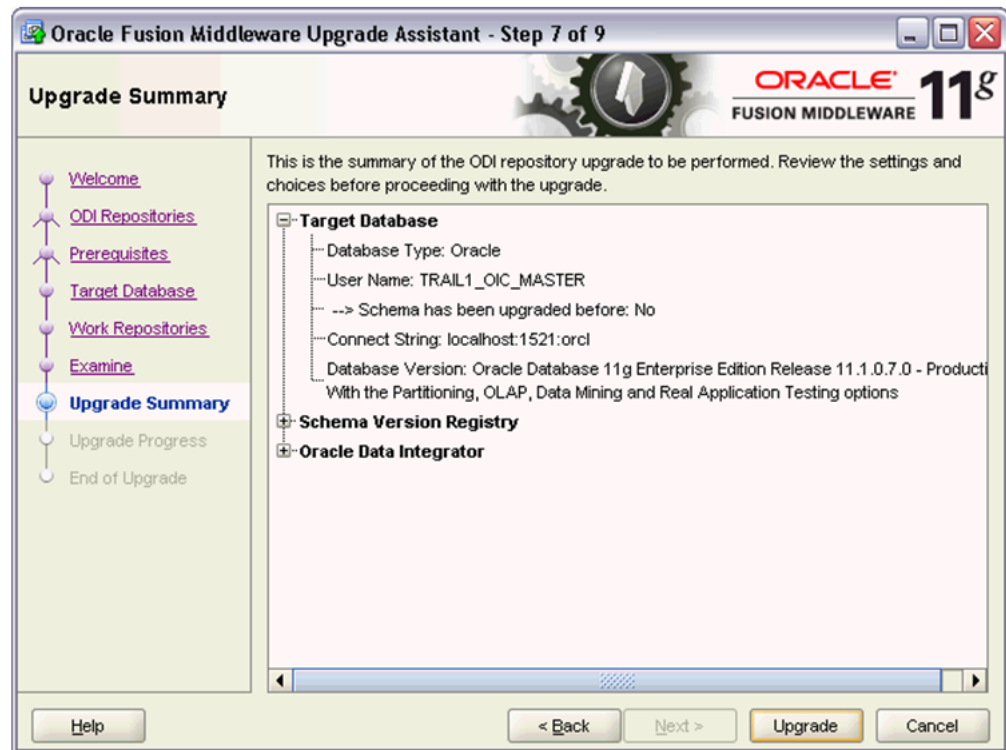 Oracle Fusion Middleware Upgrade Assistant - Step 7 of 9
Upgrade Summary
ORACLE
FUSION MIDDLEWARE
11g
Welcome
ODI Repositories
Prerequisites
Target Database
Work Repositories
Examine
Upgrade Summary
Upgrade Progress
End of Upgrade
This is the summary of the ODI repository upgrade to be performed. Review the settings and
choices before proceeding with the upgrade.
Target Database
Database Type: Oracle
User Name: TRAIL1_OIC_MASTER
--> Schema has been upgraded before: No
Connect String: localhost:1521:orcl
Database Version: Oracle Database 11g Enterprise Edition Release 11.1.0.7.0 - Producti
With the Partitioning, OLAP, Data Mining and Real Application Testing options
Schema Version Registry
Oracle Data Integrator
Help
< Back
Next >
Upgrade
Cancel